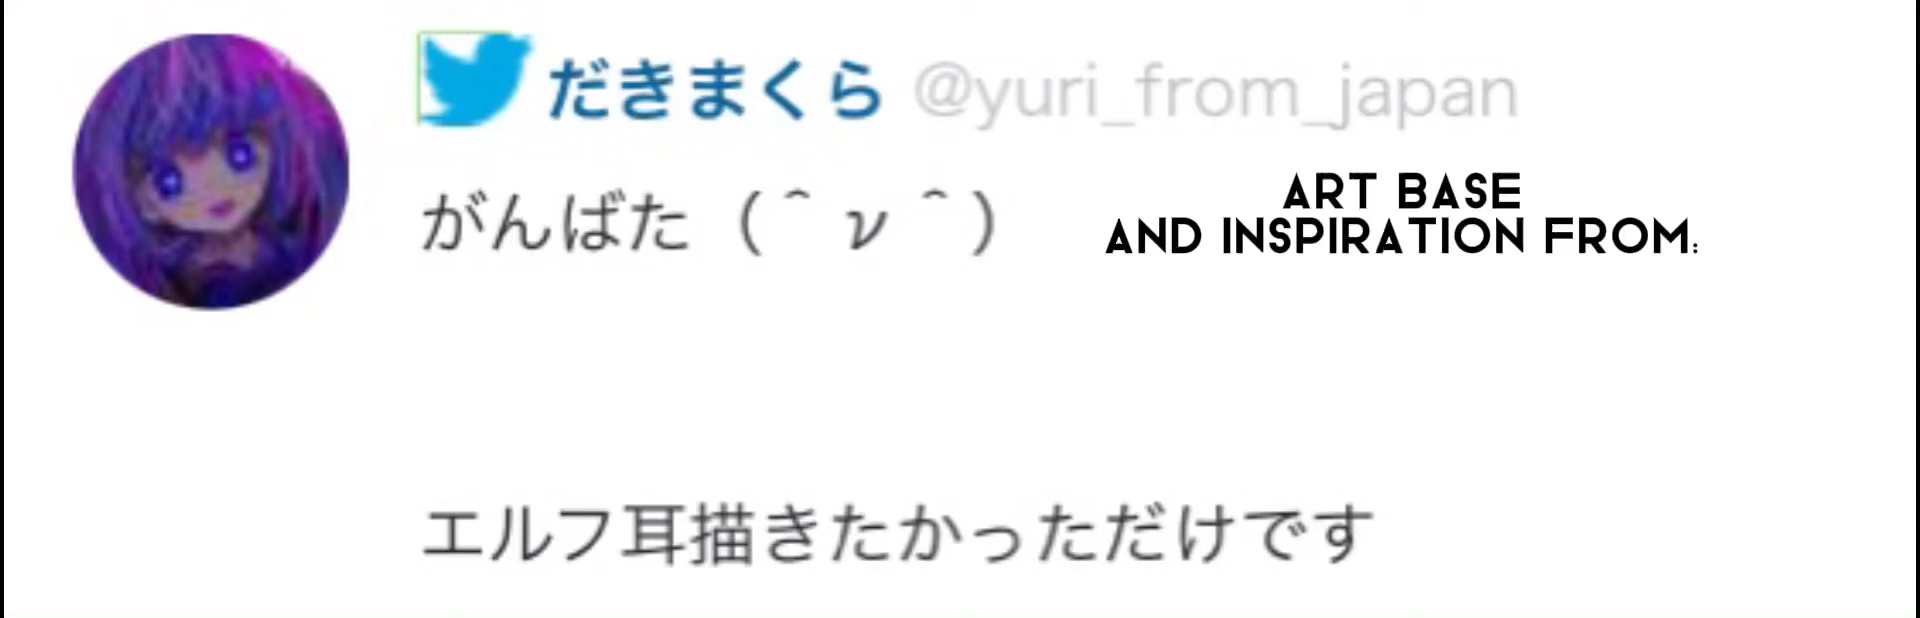 だきまくら @yuri_from_japan
がんばた（＾ν＾）
ART BASE
AND INSPIRATION FROM:
エルフ耳描きたかっただけです